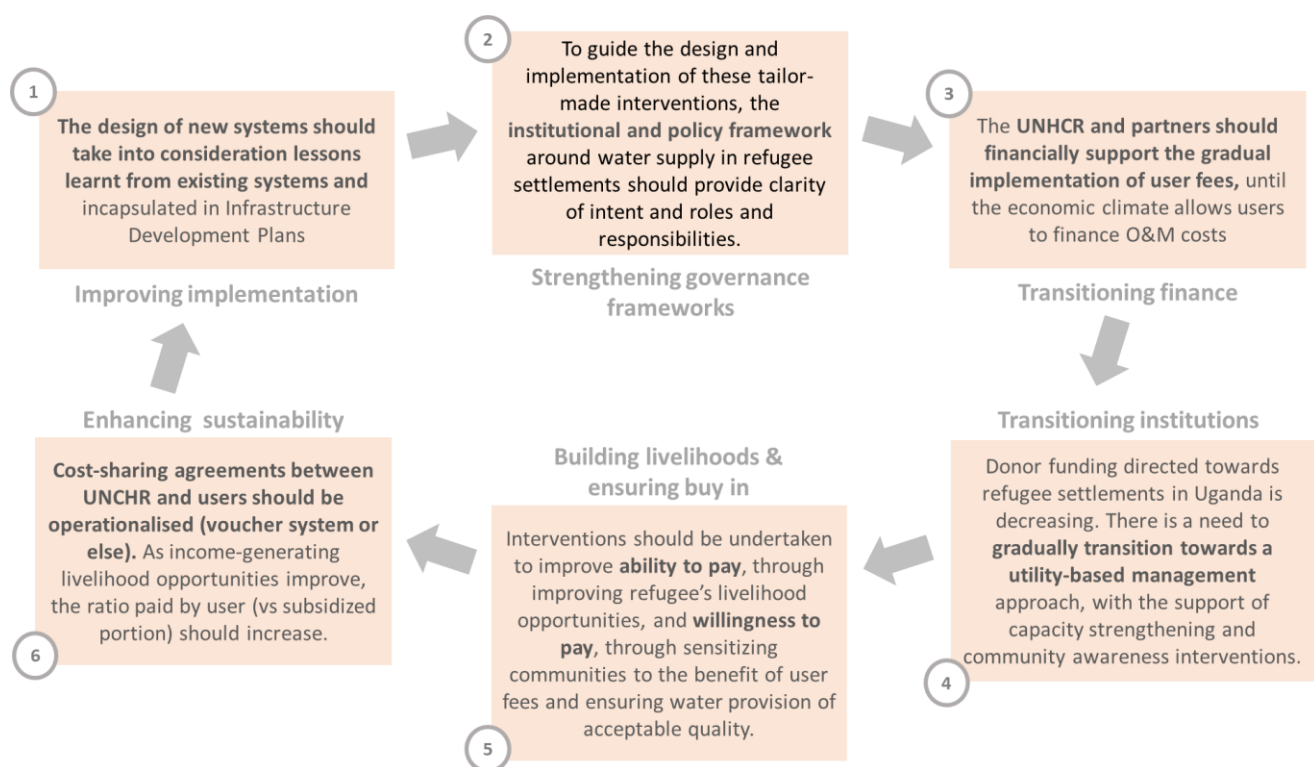 1
The design of new systems should
take into consideration lessons
learnt from existing systems and
incapsulated in Infrastructure
Development Plans
Improving implementation
2
To guide the design and
implementation of these tailor-
made interventions, the
institutional and policy framework
around water supply in refugee
settlements should provide clarity
of intent and roles and
responsibilities.
Strengthening governance
frameworks
3
The UNHCR and partners should
financially support the gradual
implementation of user fees, until
the economic climate allows users
to finance O&M costs
Transitioning finance
Transitioning institutions
Donor funding directed towards
refugee settlements in Uganda is
decreasing. There is a need to
gradually transition towards a
utility-based management
approach, with the support of
capacity strengthening and
community awareness interventions.
4
Building livelihoods &
ensuring buy in
Interventions should be undertaken
to improve ability to pay, through
improving refugee's livelihood
opportunities, and willingness to
pay, through sensitizing
communities to the benefit of user
fees and ensuring water provision of
acceptable quality.
5
Enhancing sustainability
Cost-sharing agreements between
UNCHR and users should be
operationalised (voucher system or
else). As income-generating
livelihood opportunities improve,
the ratio paid by user (vs subsidized
portion) should increase.
6